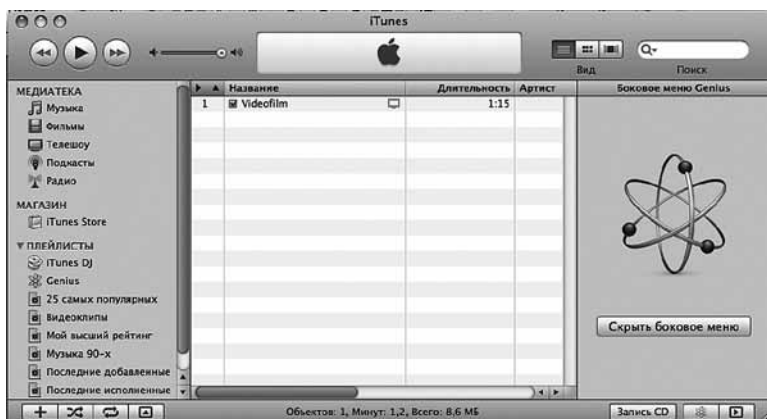 iTunes
Вид
Поиск
МЕДИАТЕКА
Музыка
Фильмы
Телешоу
Подкасты
Радио
МАГАЗИН
iTunes Store
ПЛЕЙЛИСТЫ
iTunes DJ
Genius
25 самых популярных
Видеоклипы
Мой высший рейтинг
Музыка 90-х
Последние добавленные
Последние исполненные
Название Длительность Артист
1 Videofilm 1:15
Боковое меню Genius
Скрыть боковое меню
Объектов: 1, Минут: 1,2, Всего: 8,6 МБ
Запись CD